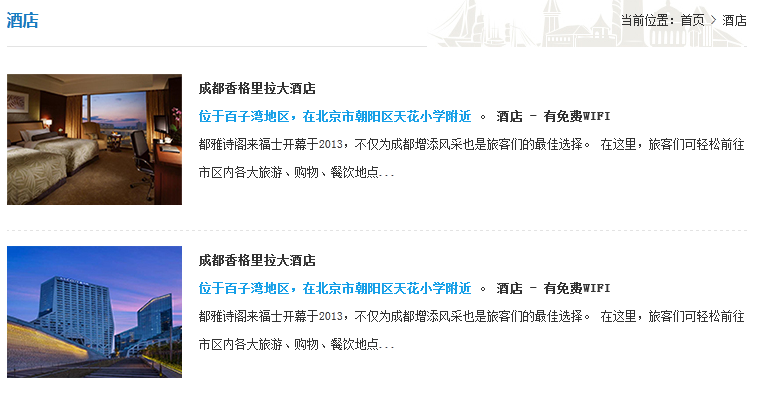 酒店
当前位置：首页 > 酒店
成都香格里拉大酒店
位于百子湾地区，在北京市朝阳区天花小学附近 。 酒店 - 有免费WIFI
都雅诗阁来福士开幕于2013，不仅为成都增添风采也是旅客们的最佳选择。 在这里，旅客们可轻松前往
市区内各大旅游、购物、餐饮地点...
成都香格里拉大酒店
位于百子湾地区，在北京市朝阳区天花小学附近 。 酒店 - 有免费WIFI
都雅诗阁来福士开幕于2013，不仅为成都增添风采也是旅客们的最佳选择。 在这里，旅客们可轻松前往
市区内各大旅游、购物、餐饮地点...